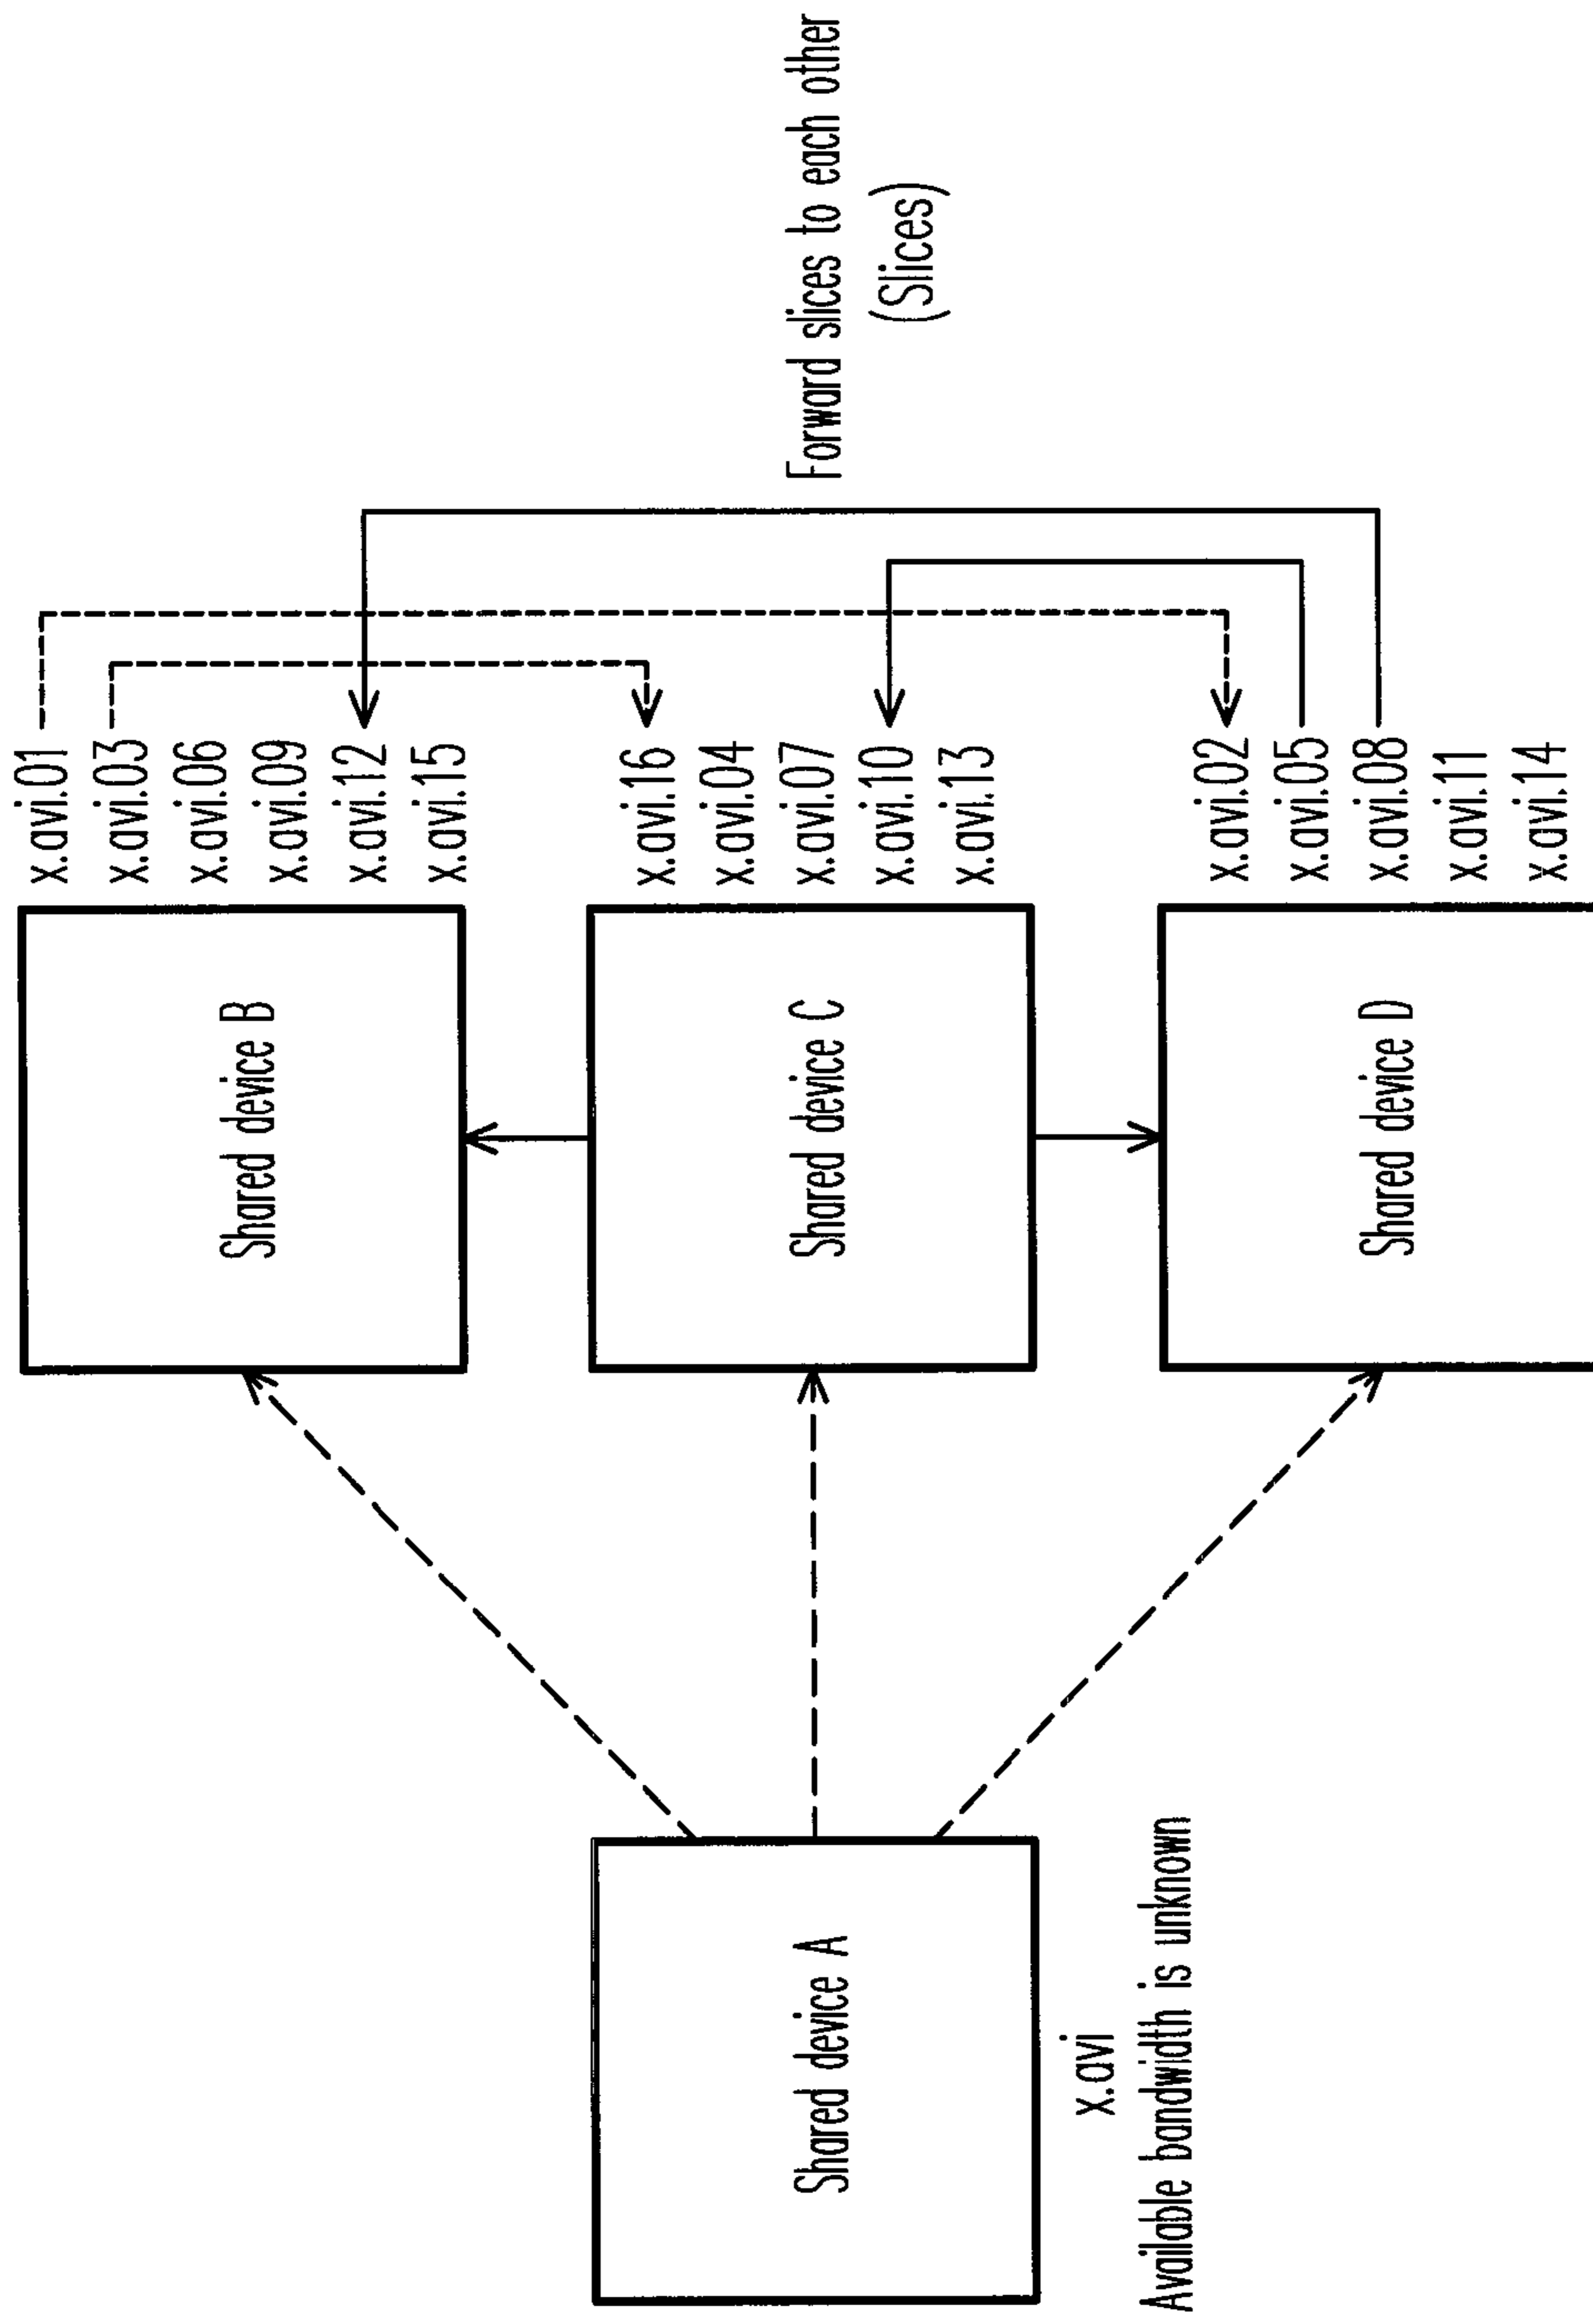 Shared device A
x.avi
Available bandwidth is unknown
Shared device B
x.avi.01
x.avi.03
x.avi.06
x.avi.09
x.avi.12
x.avi.15
Shared device C
x.avi.16
x.avi.04
x.avi.07
x.avi.10
x.avi.13
Shared device D
x.avi.02
x.avi.05
x.avi.08
x.avi.11
x.avi.14
Forward slices to each other
(Slices)